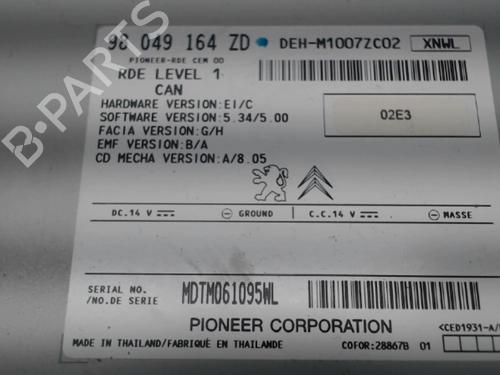 98 049 164 ZD DEH-M1007ZC02 XNWL
PIONEER-RDE CEM 00
RDE LEVEL 1
CAN
HARDWARE VERSION:EI/C
SOFTWARE VERSION:5.34/5.00
02E3
FACIA VERSION:G/H
EMF VERSION:B/A
CD MECHA VERSION:A/8.05
DC.14 V GROUND C.C.14 V MASSE
SERIAL NO.
/NO.DE SERIE
MDTM061095WL
PIONEER CORPORATION
<CED1931-A/
MADE IN THAILAND/FABRIQUÉ EN THAILANDE COFOR:28867B 01
B-PARTS